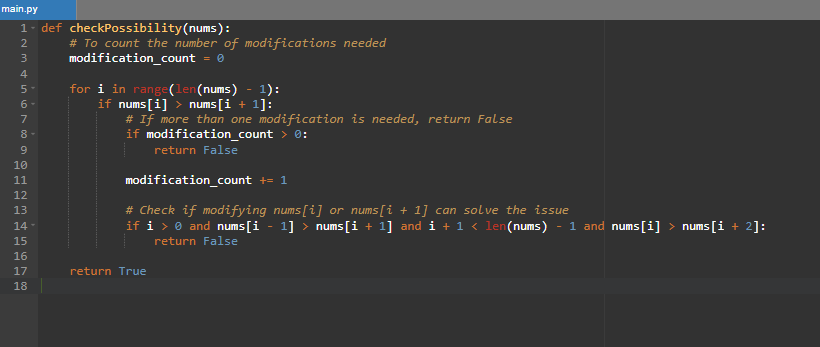 main.py
1 def checkPossibility(nums):
2     # To count the number of modifications needed
3     modification_count = 0
4
5     for i in range(len(nums) - 1):
6         if nums[i] > nums[i + 1]:
7             # If more than one modification is needed, return False
8             if modification_count > 0:
9                 return False
10
11             modification_count += 1
12
13             # Check if modifying nums[i] or nums[i + 1] can solve the issue
14             if i > 0 and nums[i - 1] > nums[i + 1] and i + 1 < len(nums) - 1 and nums[i] > nums[i + 2]:
15                 return False
16
17     return True
18